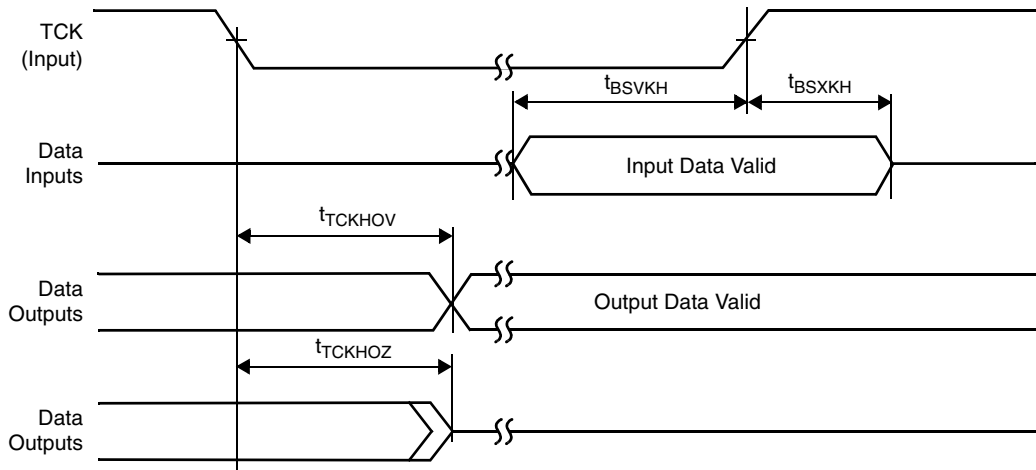 TCK
(Input)
tBSVKH
tBSXKH
Data
Inputs
Input Data Valid
tTCKHOV
Data
Outputs
Output Data Valid
tTCKHOZ
Data
Outputs